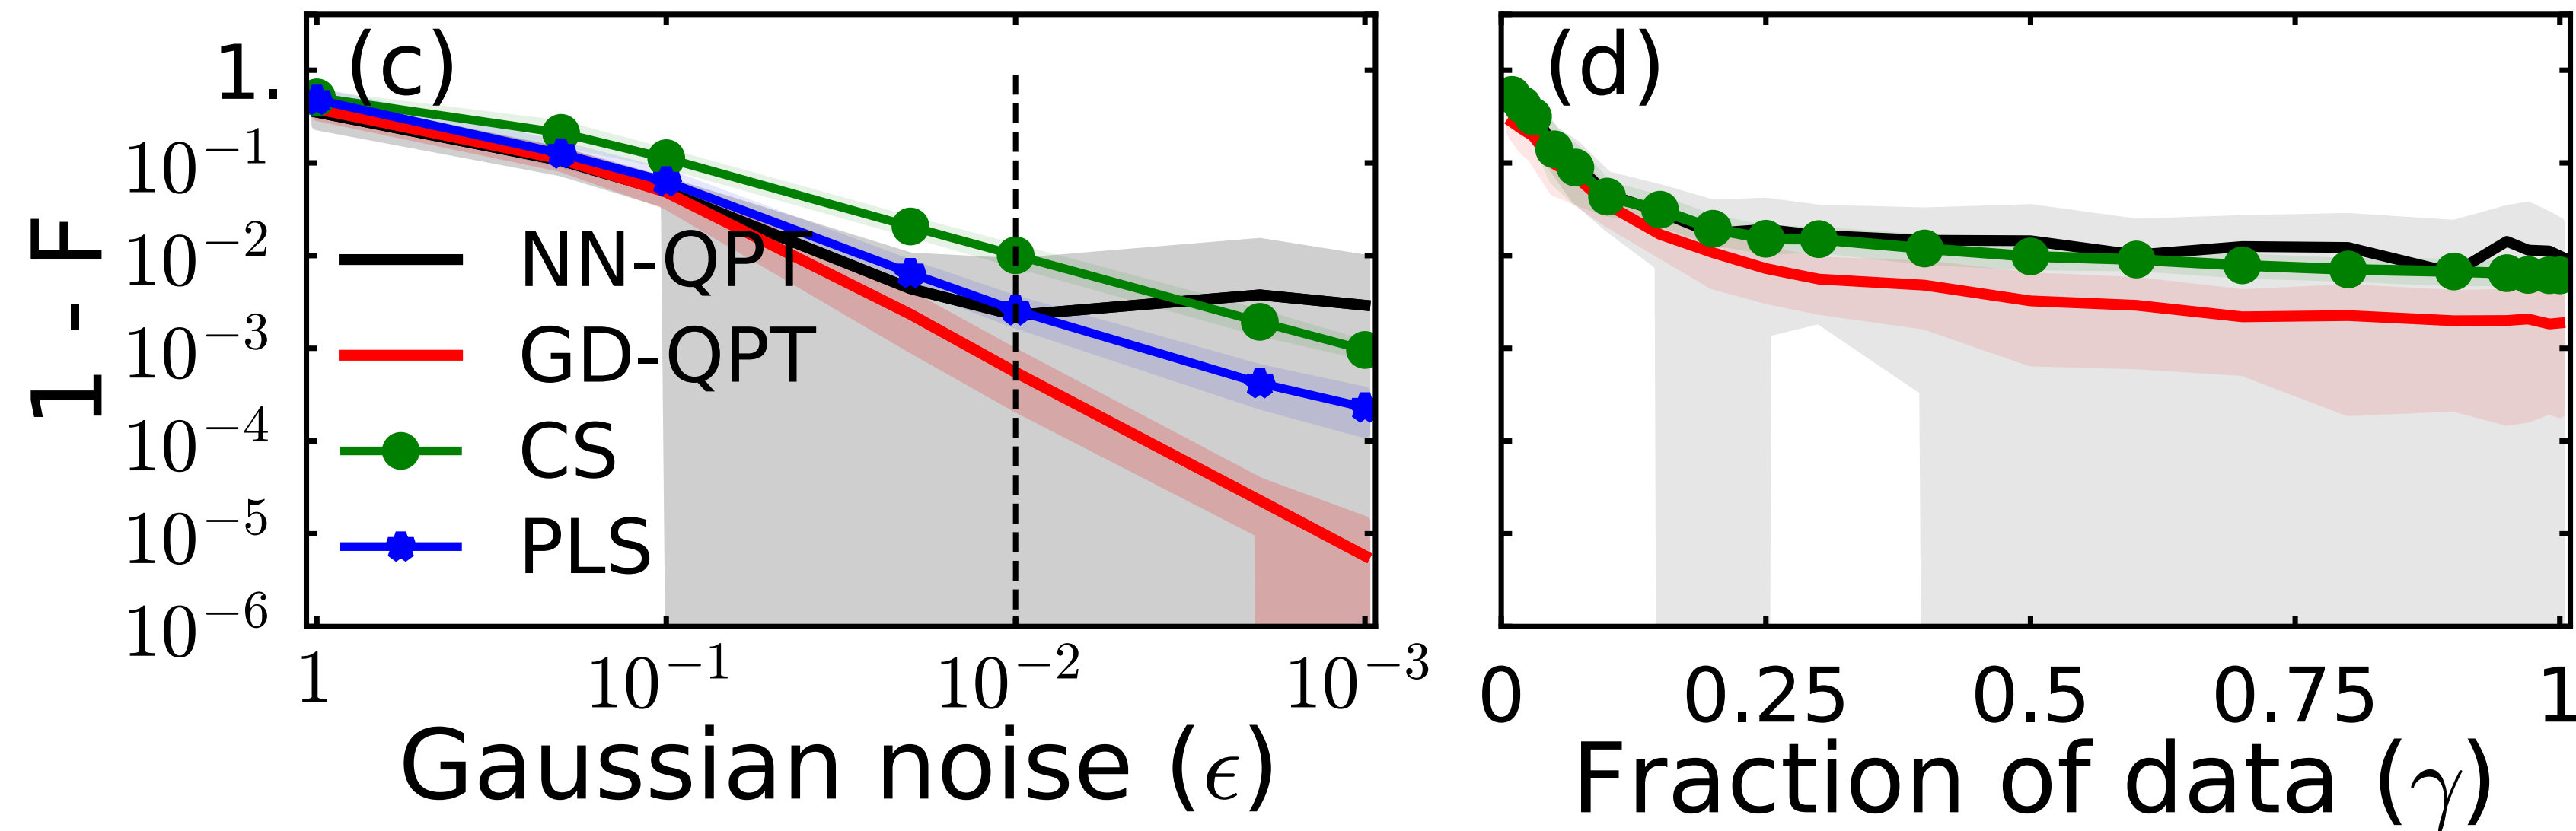 (c)
(d)
1.
10⁻¹
10⁻²
10⁻³
10⁻⁴
10⁻⁵
10⁻⁶
1 - F
NN-QPT
GD-QPT
CS
PLS
1 10⁻¹ 10⁻² 10⁻³
Gaussian noise (ϵ)
0 0.25 0.5 0.75 1
Fraction of data (γ)